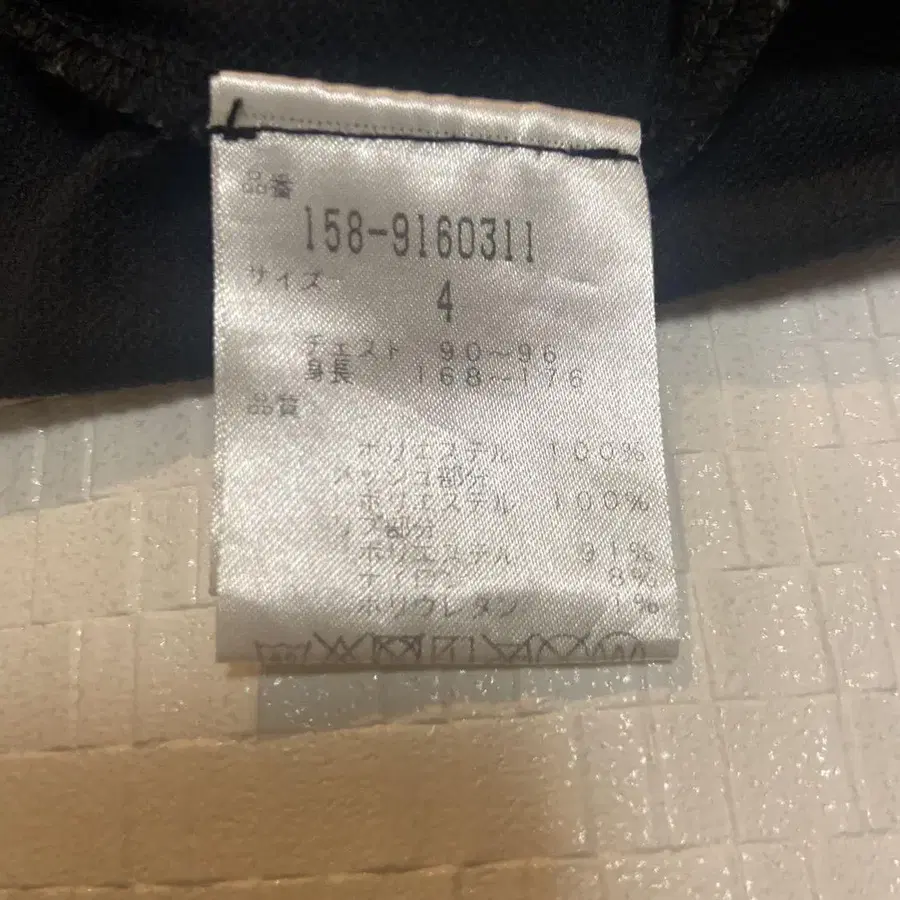 品番
158-9160311
サイズ
4
チェスト 90～96
身長 168～176
品質
ポリエステル 100%
メッシュ部分
ポリエステル 100%
リブ部分
ポリエステル 91%
ナイロン 8%
ポリウレタン 1%